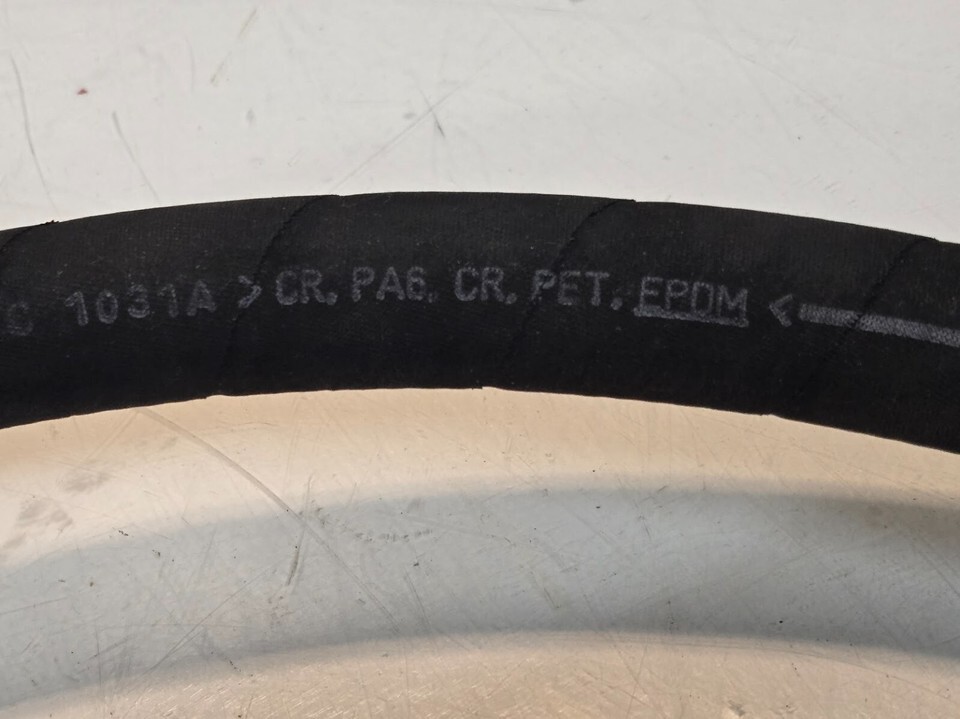 1031A >CR, PA6, CR, PET, EPDM<